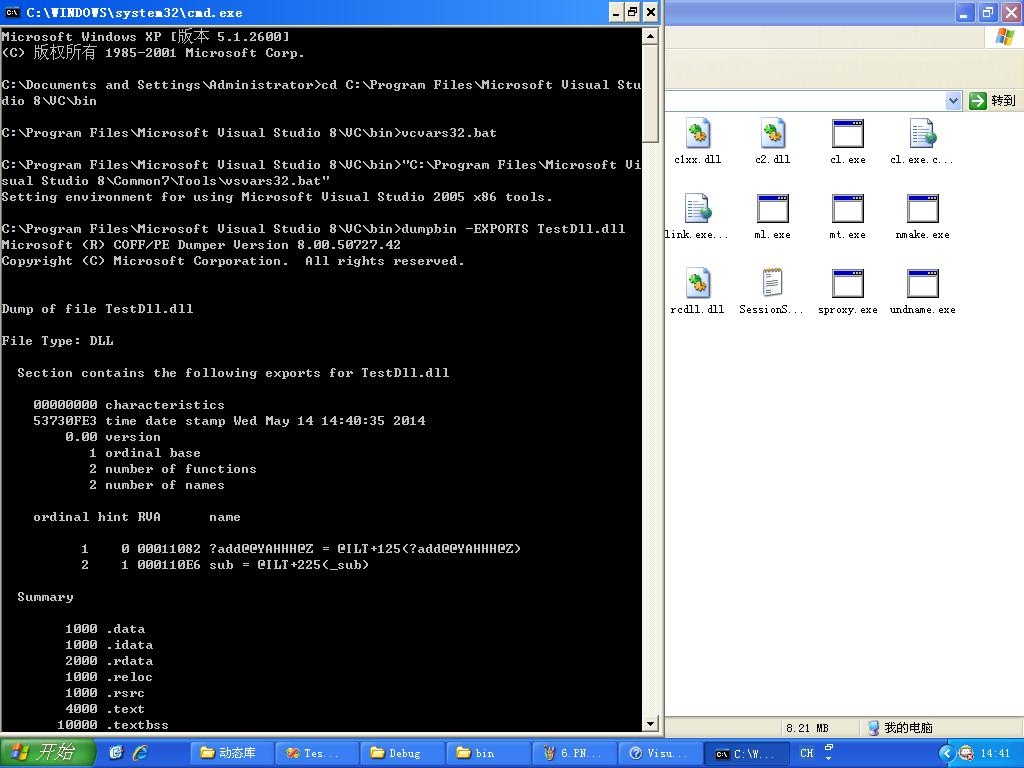 C:\WINDOWS\system32\cmd.exe
Microsoft Windows XP [版本 5.1.2600]
(C) 版权所有 1985-2001 Microsoft Corp.
C:\Documents and Settings\Administrator>cd C:\Program Files\Microsoft Visual Stu
dio 8\VC\bin
C:\Program Files\Microsoft Visual Studio 8\VC\bin>vcvars32.bat
C:\Program Files\Microsoft Visual Studio 8\VC\bin>"C:\Program Files\Microsoft Vi
sual Studio 8\Common7\Tools\vsvars32.bat"
Setting environment for using Microsoft Visual Studio 2005 x86 tools.
C:\Program Files\Microsoft Visual Studio 8\VC\bin>dumpbin -EXPORTS TestDll.dll
Microsoft (R) COFF/PE Dumper Version 8.00.50727.42
Copyright (C) Microsoft Corporation.  All rights reserved.
Dump of file TestDll.dll
File Type: DLL
Section contains the following exports for TestDll.dll
00000000 characteristics
53730FE3 time date stamp Wed May 14 14:40:35 2014
0.00 version
1 ordinal base
2 number of functions
2 number of names
ordinal hint RVA      name
1    0 00011082 ?add@@YAHHH@Z = @ILT+125(?add@@YAHHH@Z)
2    1 000110E6 sub = @ILT+225(_sub)
Summary
1000 .data
1000 .idata
2000 .rdata
1000 .reloc
1000 .rsrc
4000 .text
10000 .textbss
转到
c1xx.dll c2.dll cl.exe cl.exe.c...
link.exe... ml.exe mt.exe nmake.exe
rcdll.dll SessionS... sproxy.exe undname.exe
8.21 MB 我的电脑
开始 动态库 Tes... Debug bin 6.PN... Visu... C:\W... CH 14:41